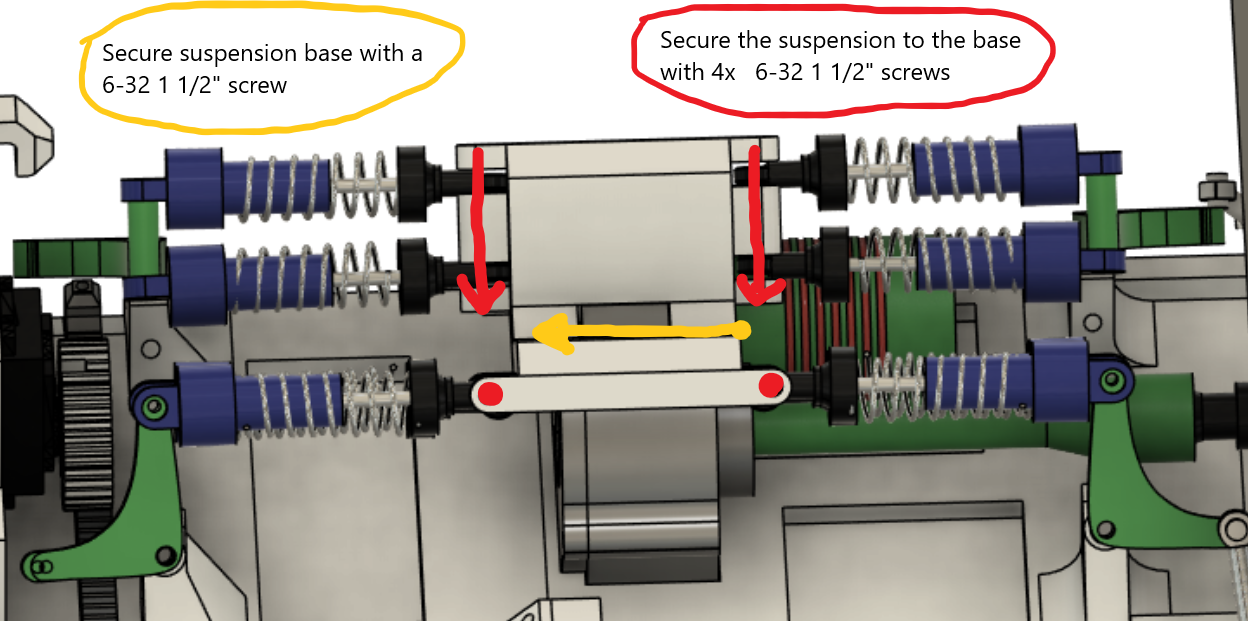 Secure suspension base with a
6-32 1 1/2" screw
Secure the suspension to the base
with 4x   6-32 1 1/2" screws